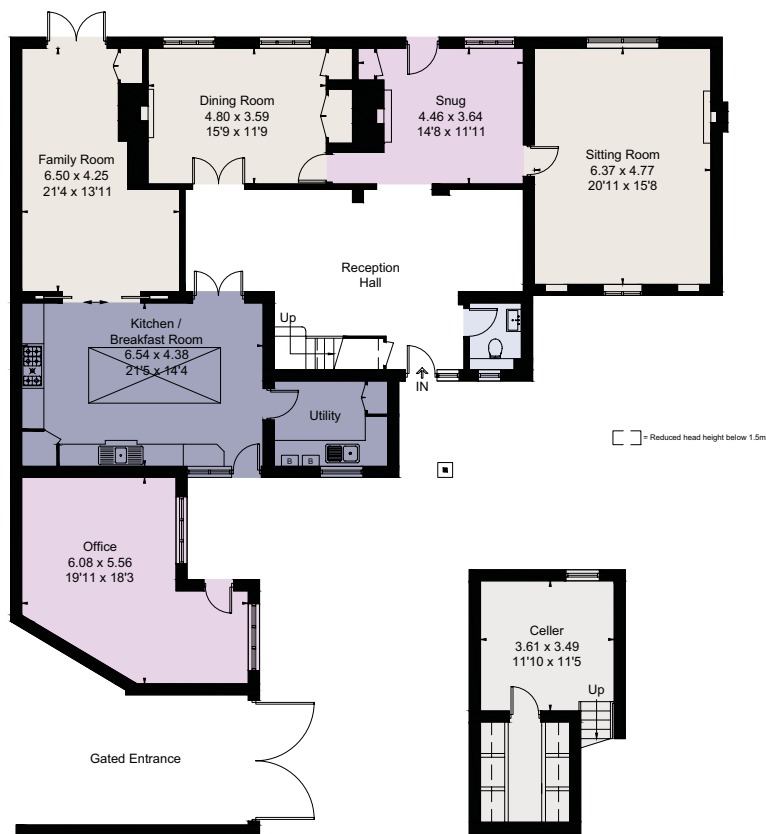 Dining Room
4.80 x 3.59
15'9 x 11'9
Snug
4.46 x 3.64
14'8 x 11'11
Sitting Room
6.37 x 4.77
20'11 x 15'8
Family Room
6.50 x 4.25
21'4 x 13'11
Reception
Hall
Up
Kitchen /
Breakfast Room
6.54 x 4.38
21'5 x 14'4
IN
Utility
B B
= Reduced head height below 1.5m
Office
6.08 x 5.56
19'11 x 18'3
Celler
3.61 x 3.49
11'10 x 11'5
Up
Gated Entrance